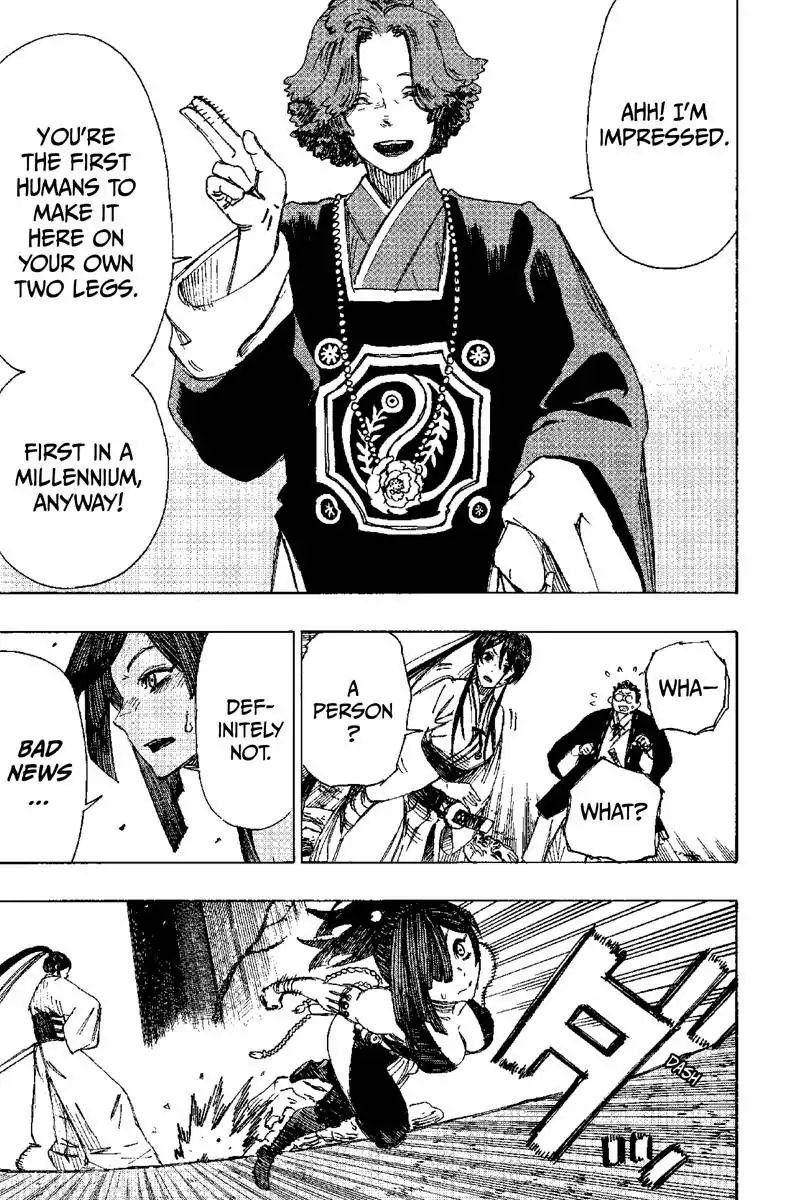 AHH! I'M
IMPRESSED.
YOU'RE
THE FIRST
HUMANS TO
MAKE IT
HERE ON
YOUR OWN
TWO LEGS.
FIRST IN A
MILLENNIUM,
ANYWAY!
WHA–
WHAT?
A
PERSON
?
DEF-
INITELY
NOT.
BAD
NEWS
...
ダ
DASH